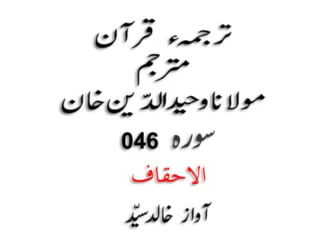 ترجمہء قرآن
مترجم
مولانا وحیدالدّین خان
سورہ 046
الاحقاف
آواز خالد سیّد